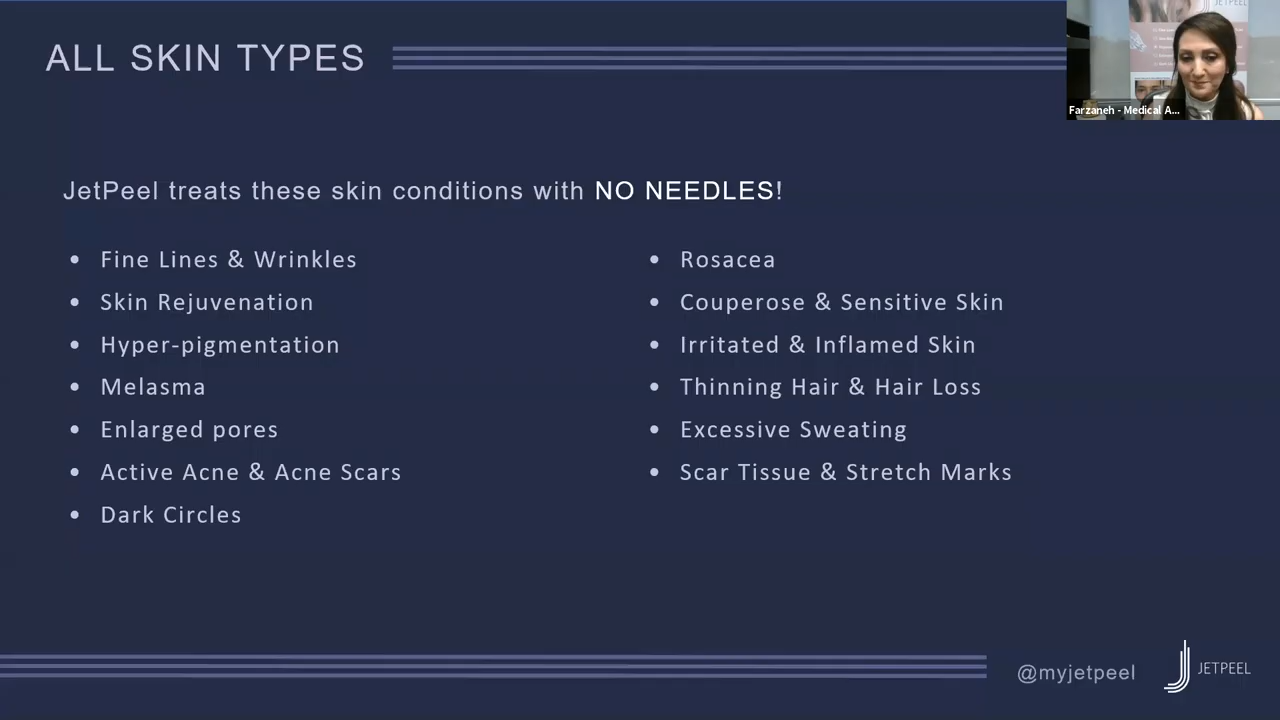 ALL SKIN TYPES
JETPEEL
Farzaneh - Medical A...
JetPeel treats these skin conditions with NO NEEDLES!
• Fine Lines & Wrinkles
• Skin Rejuvenation
• Hyper-pigmentation
• Melasma
• Enlarged pores
• Active Acne & Acne Scars
• Dark Circles
• Rosacea
• Couperose & Sensitive Skin
• Irritated & Inflamed Skin
• Thinning Hair & Hair Loss
• Excessive Sweating
• Scar Tissue & Stretch Marks
@myjetpeel
JETPEEL